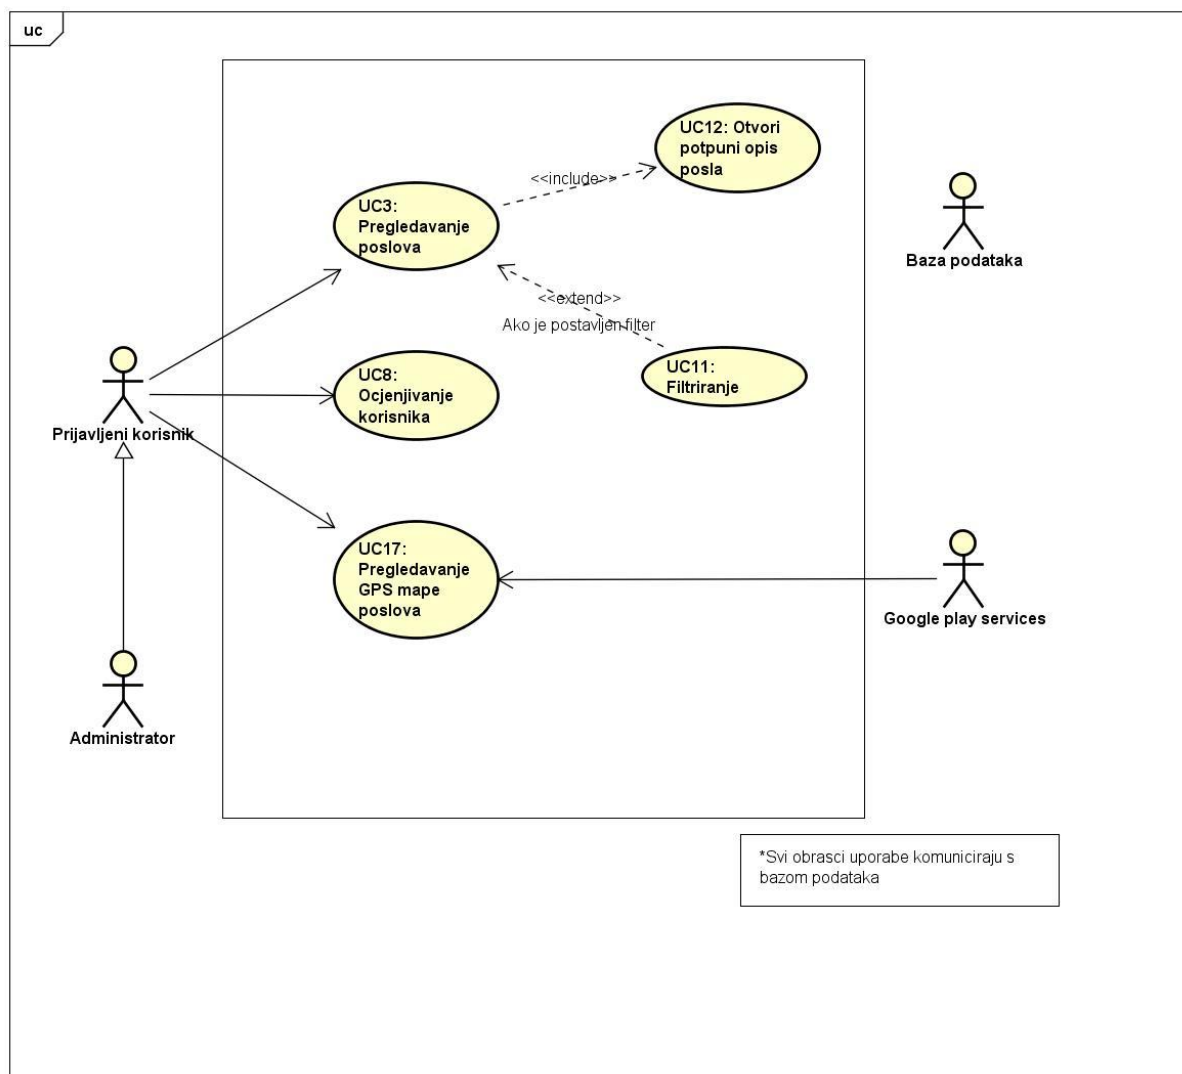 uc
UC12: Otvori
potpuni opis
posla
<<include>>
UC3:
Pregledavanje
poslova
Baza podataka
<<extend>>
Ako je postavljen filter
UC11:
Filtriranje
UC8:
Ocjenjivanje
korisnika
Prijavljeni korisnik
UC17:
Pregledavanje
GPS mape
poslova
Google play services
Administrator
*Svi obrasci uporabe komuniciraju s
bazom podataka